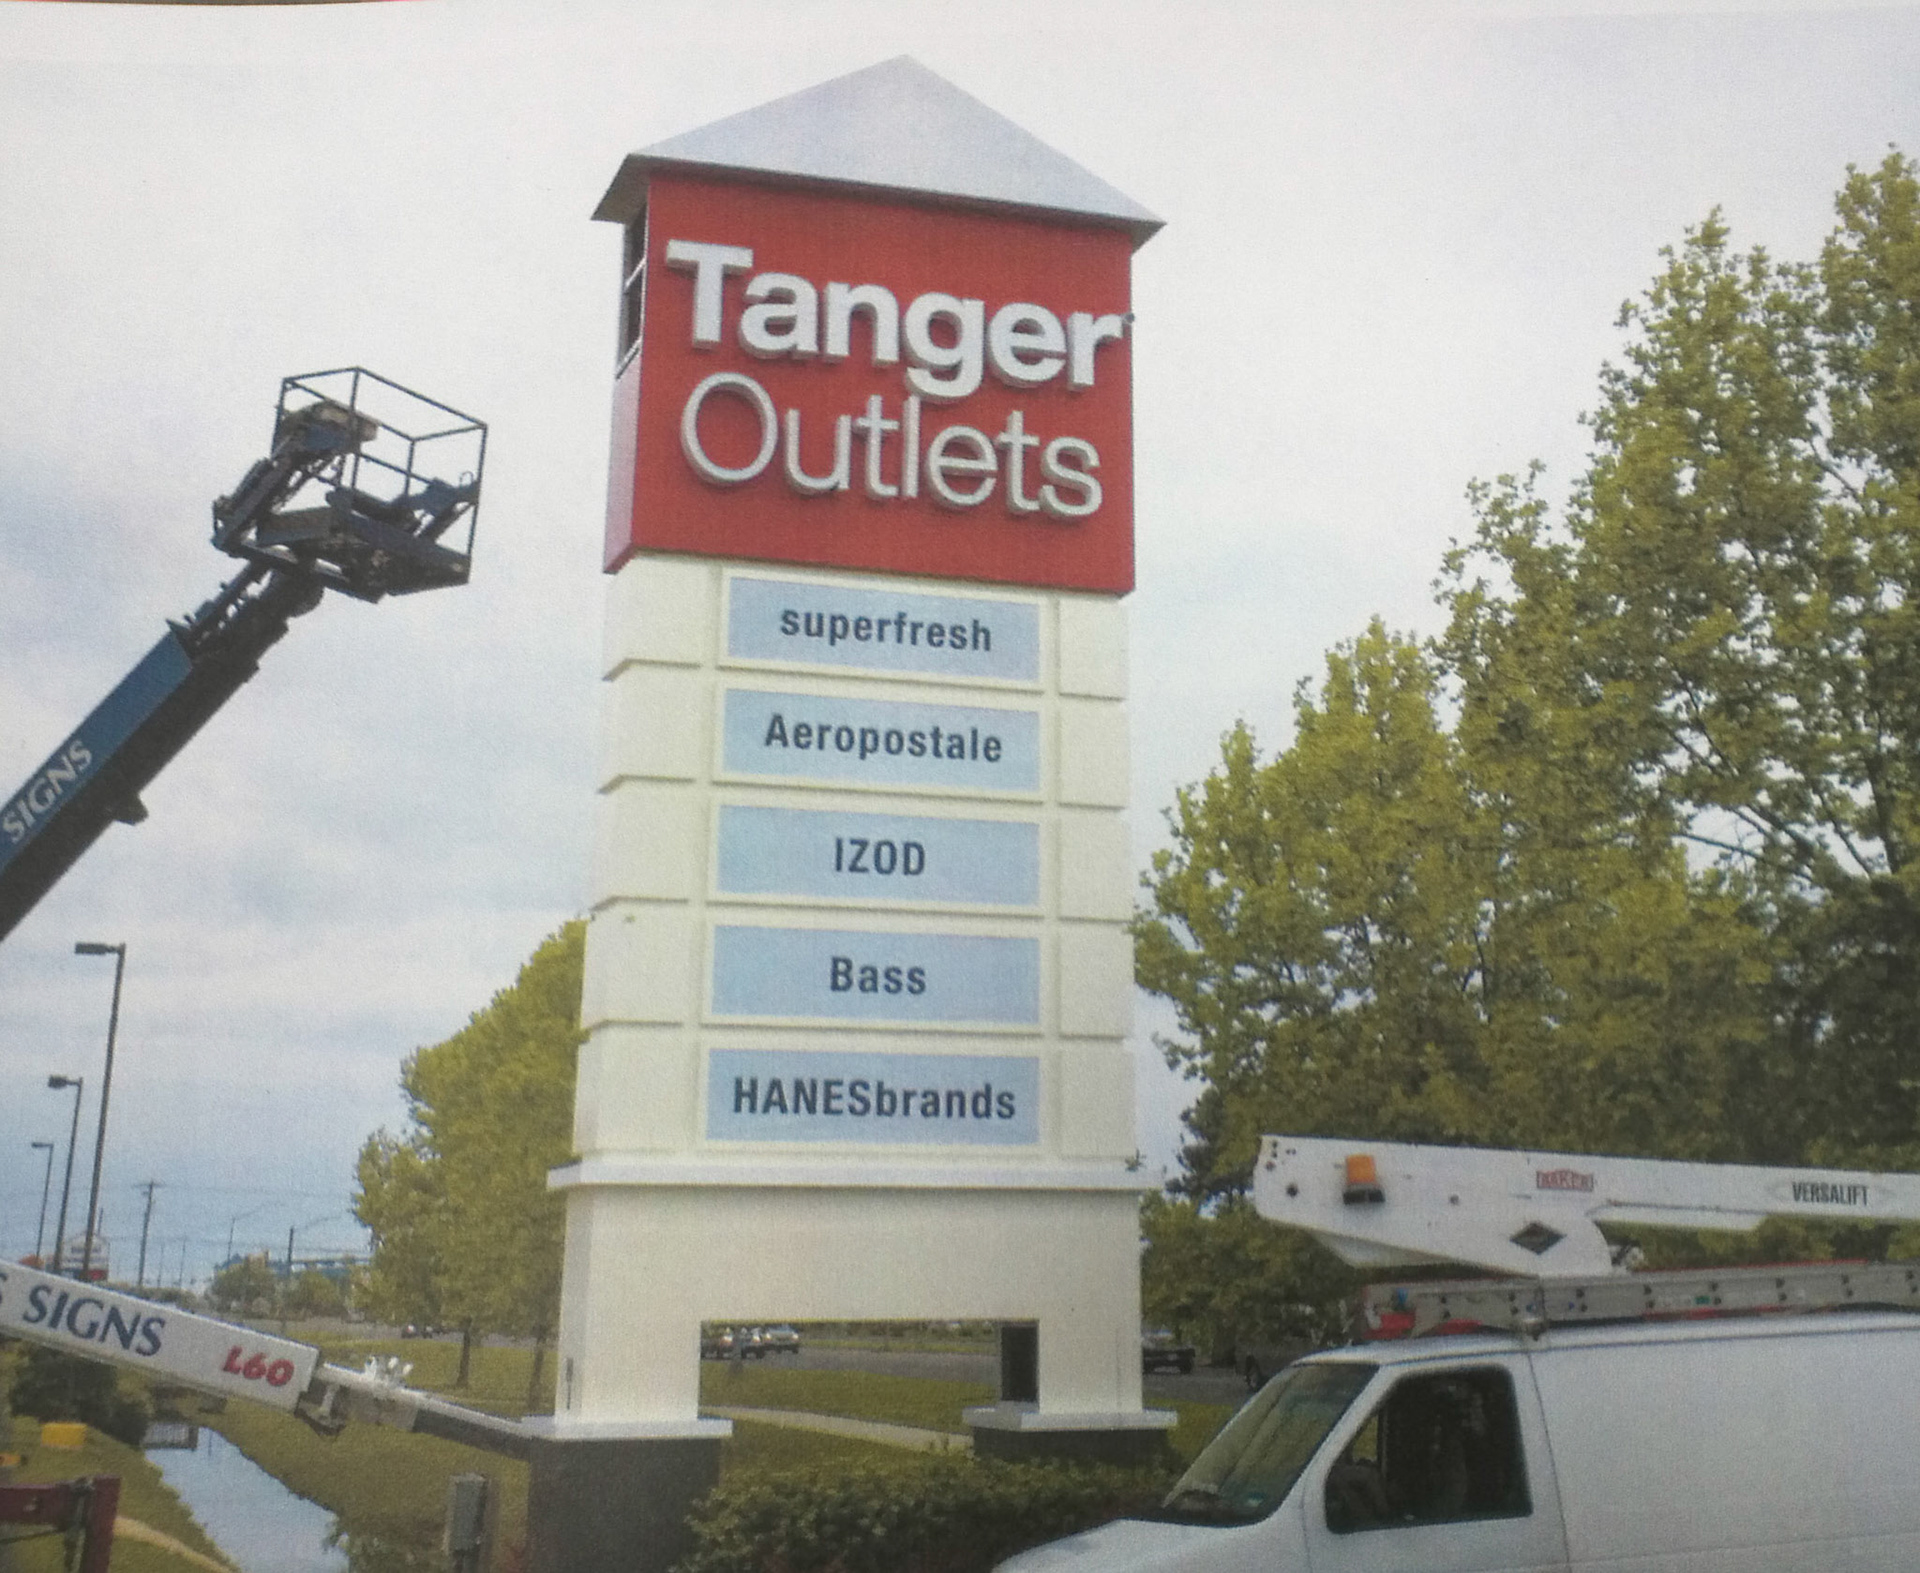 Tanger
Outlets
superfresh
Aeropostale
IZOD
Bass
HANESbrands
SIGNS
SIGNS L60
VERSALIFT